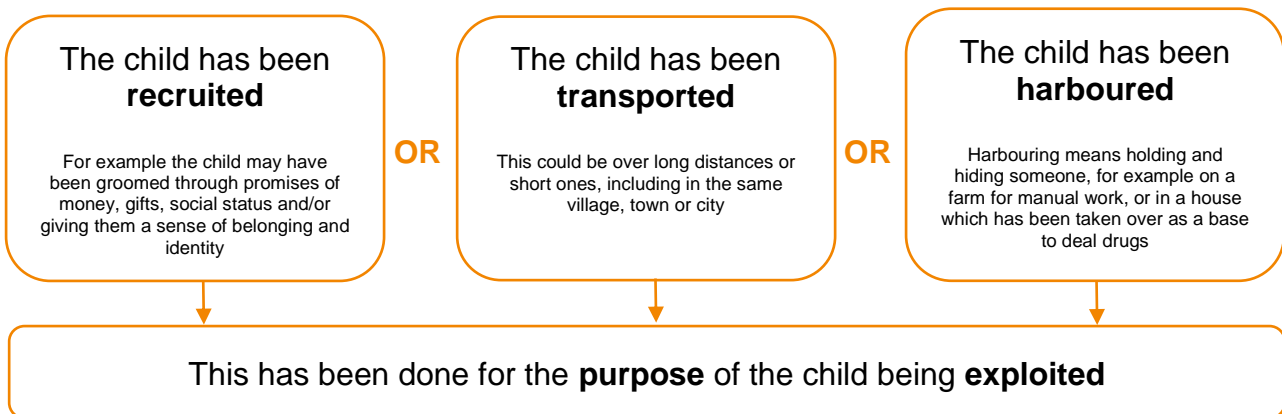 The child has been
recruited
For example the child may have
been groomed through promises of
money, gifts, social status and/or
giving them a sense of belonging and
identity
OR
The child has been
transported
This could be over long distances or
short ones, including in the same
village, town or city
OR
The child has been
harboured
Harbouring means holding and
hiding someone, for example on a
farm for manual work, or in a house
which has been taken over as a base
to deal drugs
This has been done for the purpose of the child being exploited